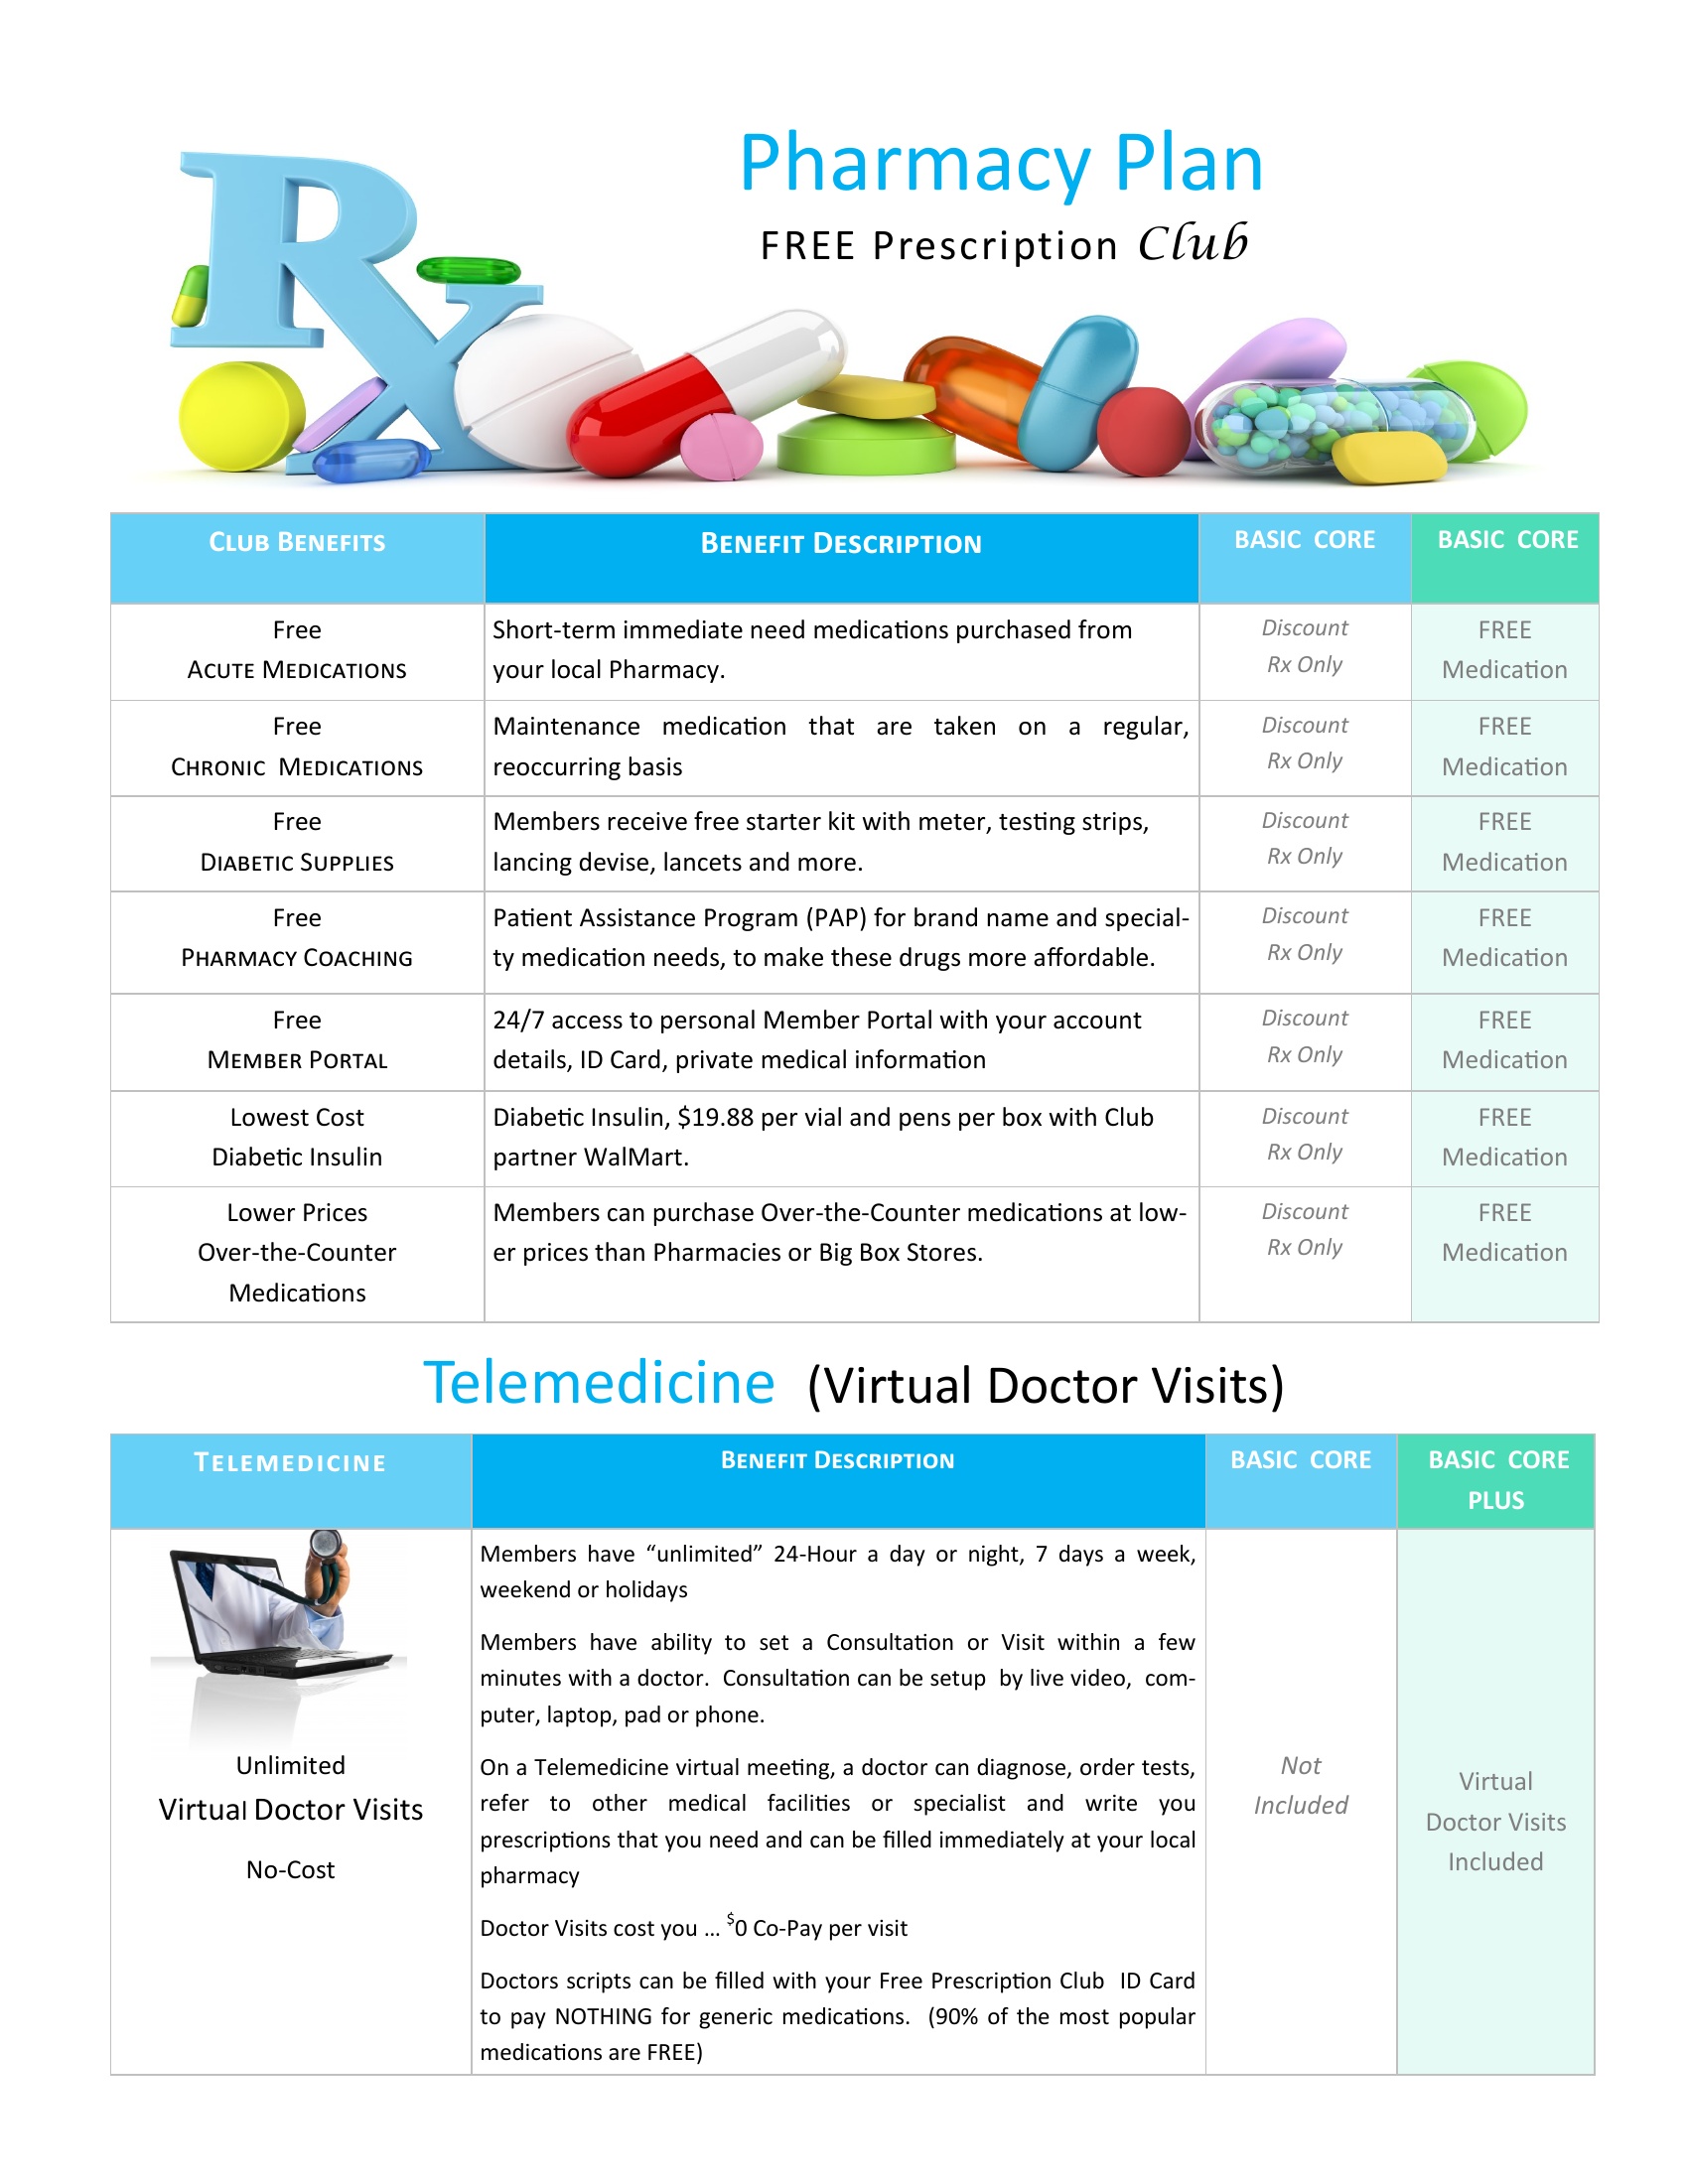 Rx
Pharmacy Plan
FREE Prescription Club
CLUB BENEFITS
BENEFIT DESCRIPTION
BASIC CORE
BASIC CORE
Free
ACUTE MEDICATIONS
Short-term immediate need medications purchased from
your local Pharmacy.
Discount
Rx Only
FREE
Medication
Free
CHRONIC MEDICATIONS
Maintenance medication that are taken on a regular,
reoccurring basis
Discount
Rx Only
FREE
Medication
Free
DIABETIC SUPPLIES
Members receive free starter kit with meter, testing strips,
lancing devise, lancets and more.
Discount
Rx Only
FREE
Medication
Free
PHARMACY COACHING
Patient Assistance Program (PAP) for brand name and special-
ty medication needs, to make these drugs more affordable.
Discount
Rx Only
FREE
Medication
Free
MEMBER PORTAL
24/7 access to personal Member Portal with your account
details, ID Card, private medical information
Discount
Rx Only
FREE
Medication
Lowest Cost
Diabetic Insulin
Diabetic Insulin, $19.88 per vial and pens per box with Club
partner WalMart.
Discount
Rx Only
FREE
Medication
Lower Prices
Over-the-Counter
Medications
Members can purchase Over-the-Counter medications at low-
er prices than Pharmacies or Big Box Stores.
Discount
Rx Only
FREE
Medication
Telemedicine (Virtual Doctor Visits)
TELEMEDICINE
BENEFIT DESCRIPTION
BASIC CORE
BASIC CORE
PLUS
Unlimited
Virtual Doctor Visits
No-Cost
Members have “unlimited” 24-Hour a day or night, 7 days a week,
weekend or holidays
Members have ability to set a Consultation or Visit within a few
minutes with a doctor. Consultation can be setup by live video, com-
puter, laptop, pad or phone.
On a Telemedicine virtual meeting, a doctor can diagnose, order tests,
refer to other medical facilities or specialist and write you
prescriptions that you need and can be filled immediately at your local
pharmacy
Doctor Visits cost you … $0 Co-Pay per visit
Doctors scripts can be filled with your Free Prescription Club ID Card
to pay NOTHING for generic medications. (90% of the most popular
medications are FREE)
Not
Included
Virtual
Doctor Visits
Included